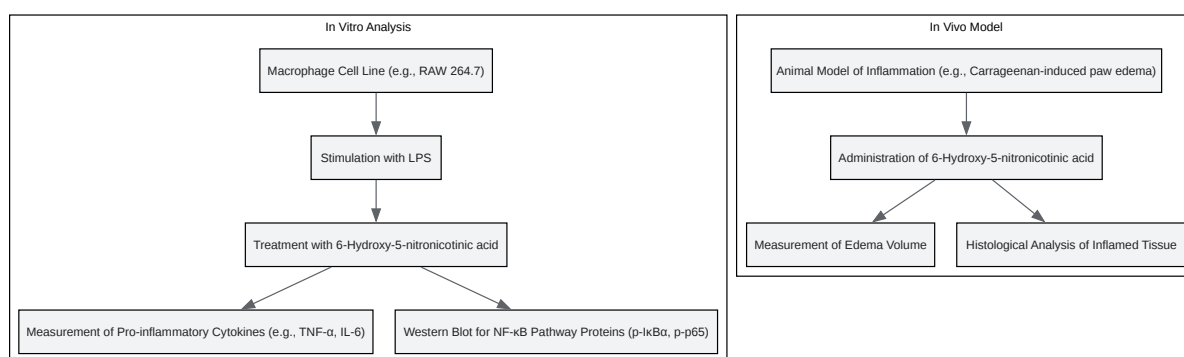 In Vitro Analysis
Macrophage Cell Line (e.g., RAW 264.7)
Stimulation with LPS
Treatment with 6-Hydroxy-5-nitronicotinic acid
Measurement of Pro-inflammatory Cytokines (e.g., TNF-α, IL-6)
Western Blot for NF-κB Pathway Proteins (p-IκBα, p-p65)
In Vivo Model
Animal Model of Inflammation (e.g., Carrageenan-induced paw edema)
Administration of 6-Hydroxy-5-nitronicotinic acid
Measurement of Edema Volume
Histological Analysis of Inflamed Tissue